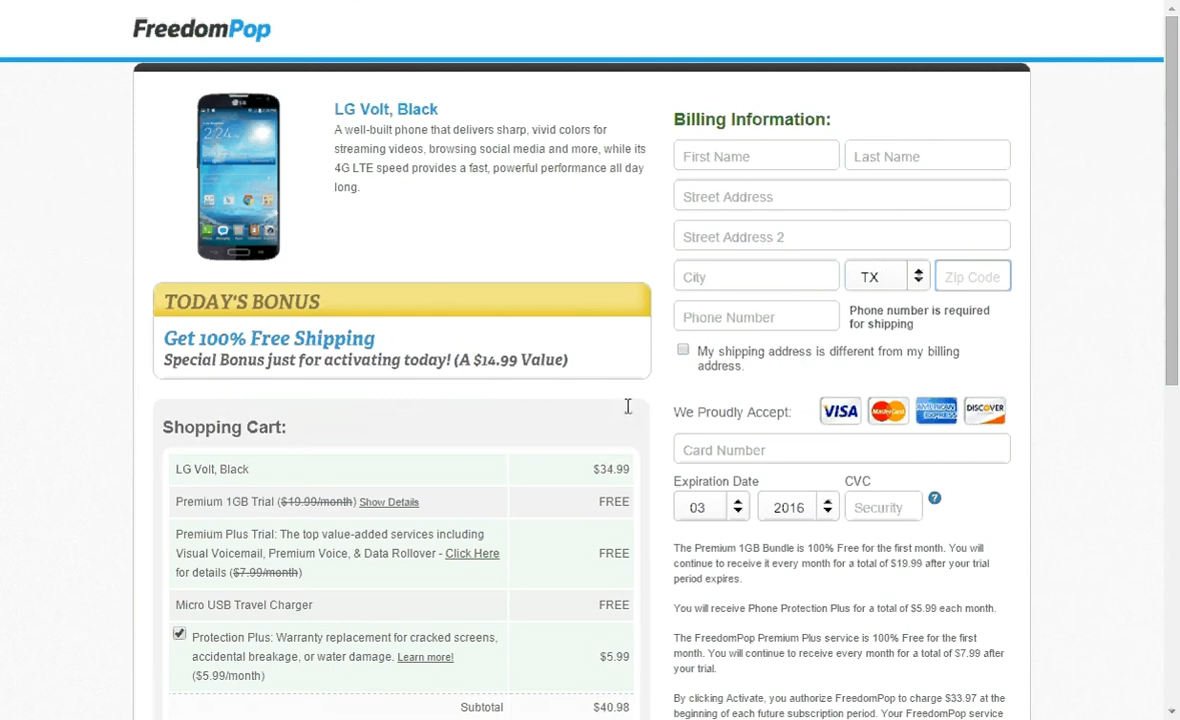 FreedomPop
LG Volt, Black
A well-built phone that delivers sharp, vivid colors for
streaming videos, browsing social media and more, while its
4G LTE speed provides a fast, powerful performance all day
long.
TODAY'S BONUS
Get 100% Free Shipping
Special Bonus just for activating today! (A $14.99 Value)
Shopping Cart:
LG Volt, Black $34.99
Premium 1GB Trial ($19.99/month) Show Details FREE
Premium Plus Trial: The top value-added services including
Visual Voicemail, Premium Voice, & Data Rollover - Click Here FREE
for details ($7.99/month)
Micro USB Travel Charger FREE
Protection Plus: Warranty replacement for cracked screens,
accidental breakage, or water damage. Learn more! $5.99
($5.99/month)
Subtotal $40.98
Billing Information:
First Name Last Name
Street Address
Street Address 2
City TX Zip Code
Phone Number Phone number is required
for shipping
My shipping address is different from my billing
address.
We Proudly Accept: VISA MasterCard AMERICAN EXPRESS DISCOVER
Card Number
Expiration Date CVC
03 2016 Security ?
The Premium 1GB Bundle is 100% Free for the first month. You will
continue to receive it every month for a total of $19.99 after your trial
period expires.
You will receive Phone Protection Plus for a total of $5.99 each month.
The FreedomPop Premium Plus service is 100% Free for the first
month. You will continue to receive every month for a total of $7.99 after
your trial.
By clicking Activate, you authorize FreedomPop to charge $33.97 at the
beginning of each future subscription period. Your FreedomPop service